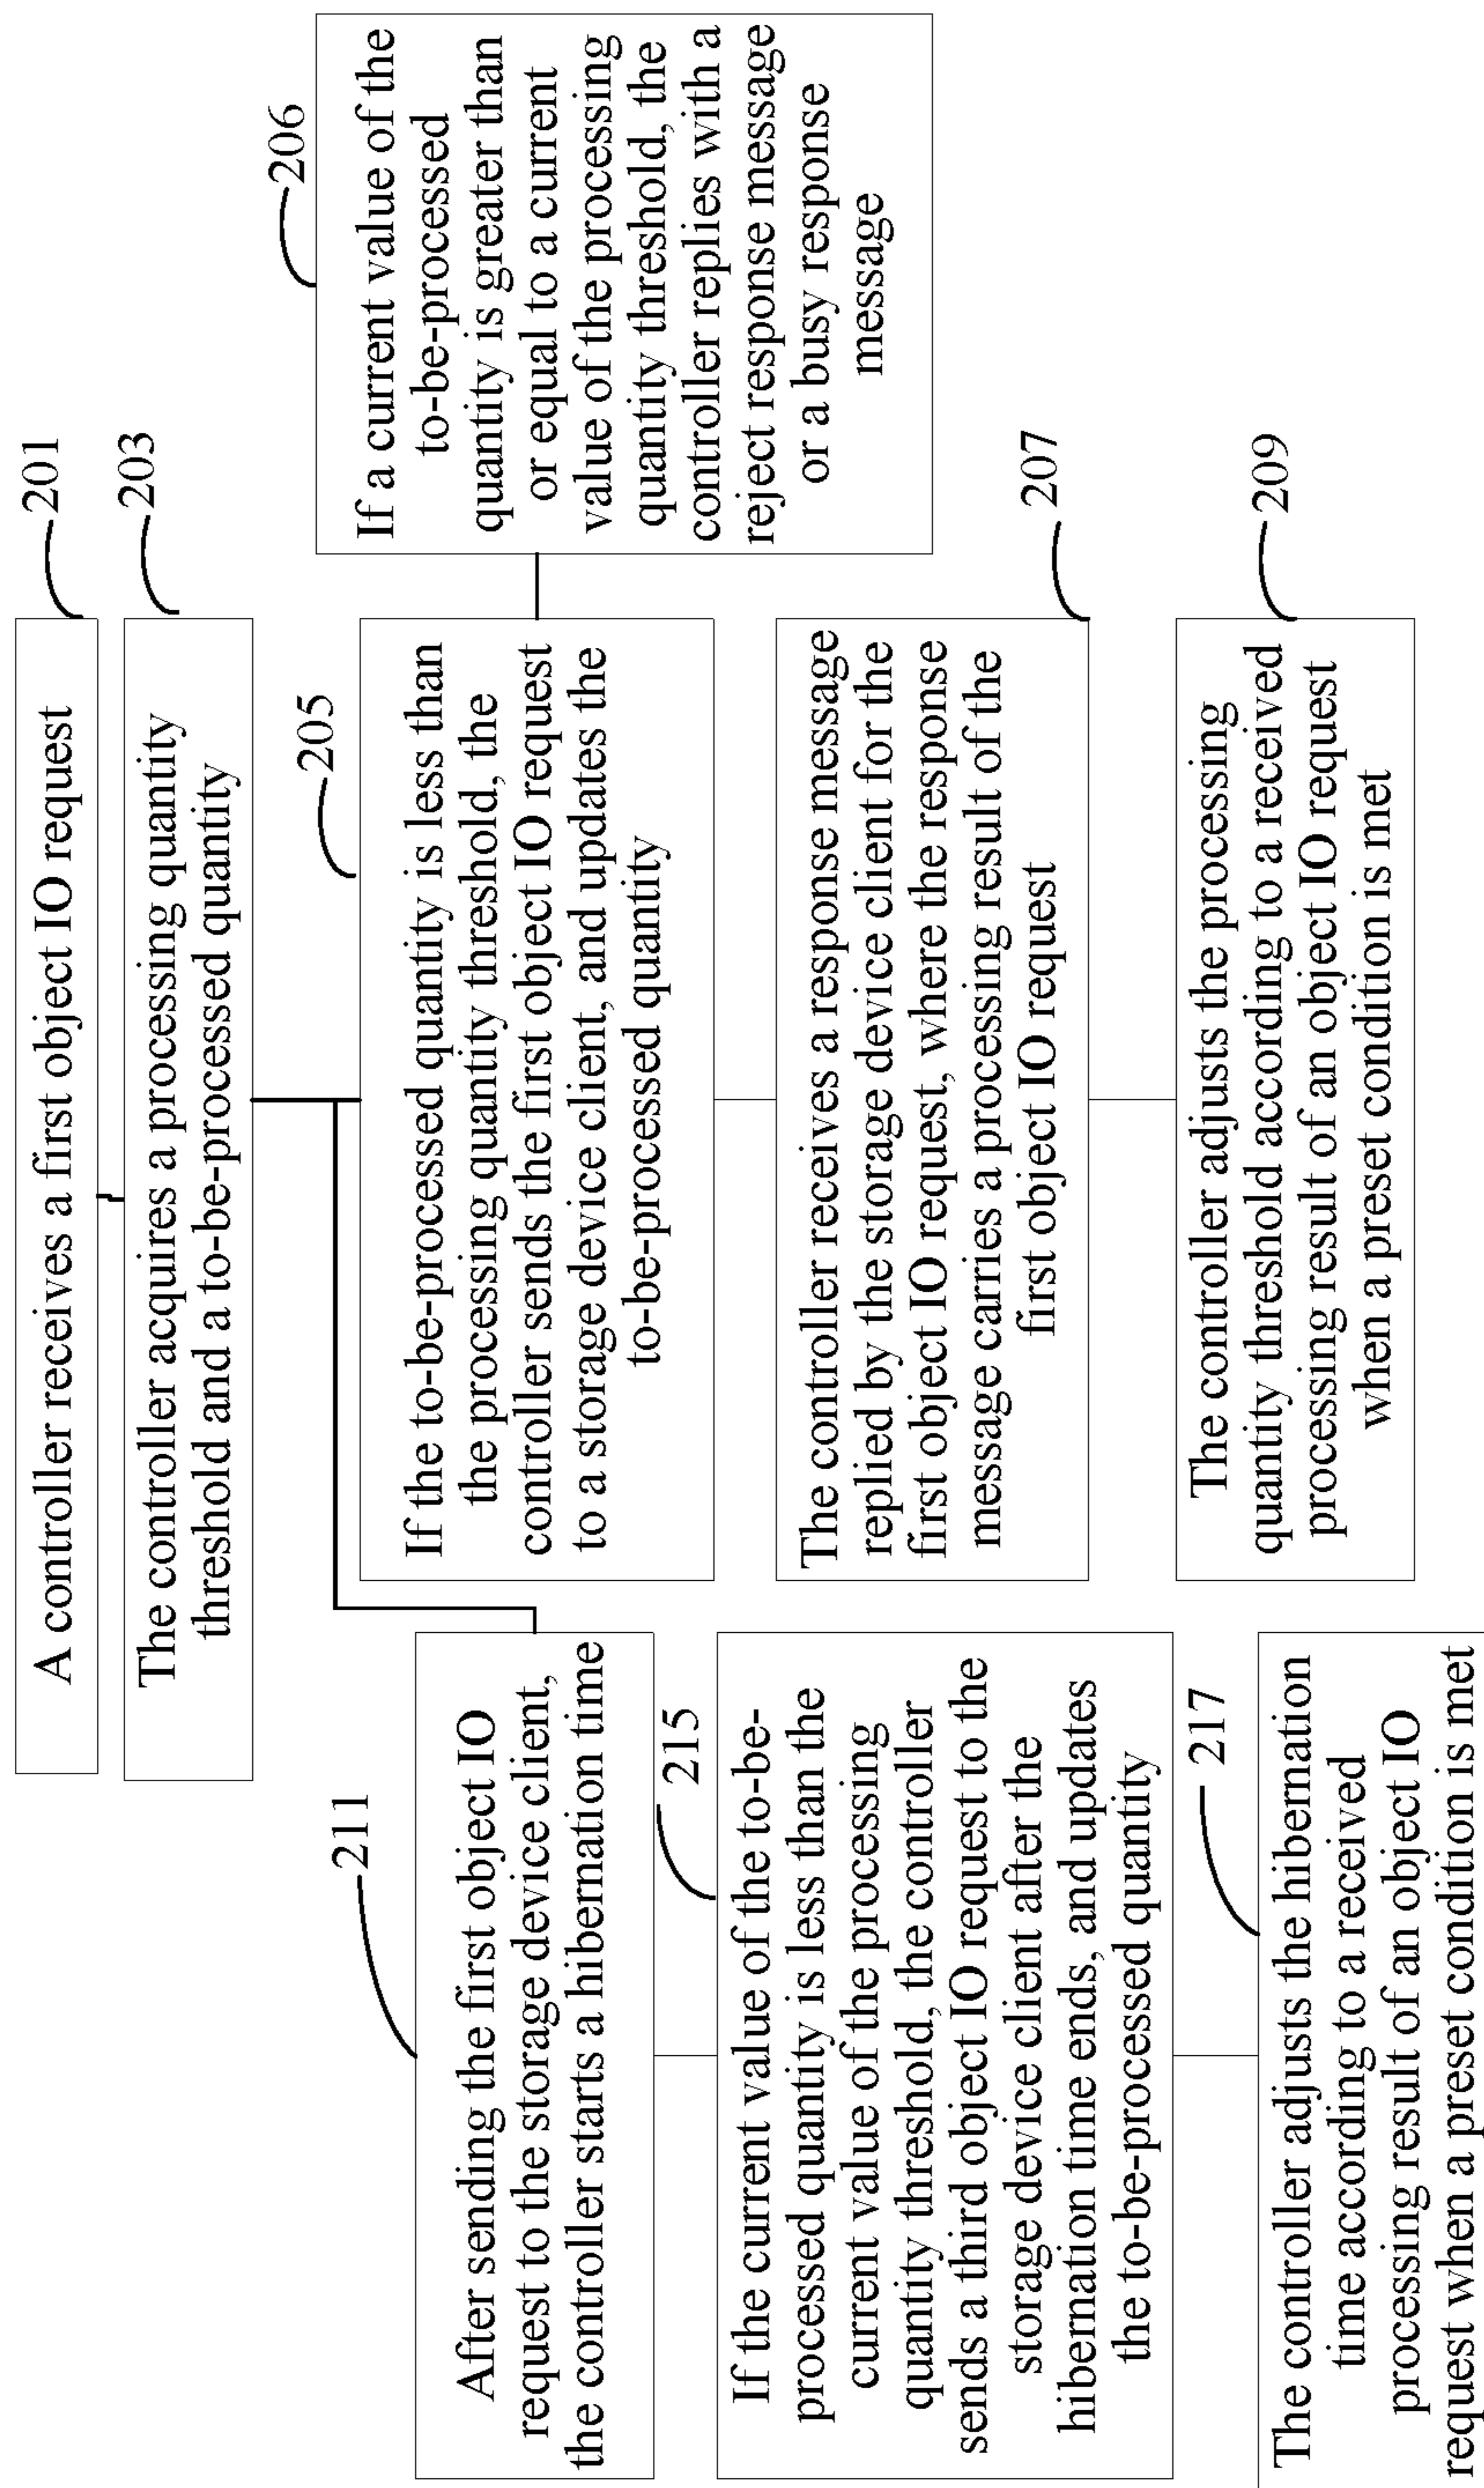 201
A controller receives a first object IO request
203
The controller acquires a processing quantity
threshold and a to-be-processed quantity
211
After sending the first object IO
request to the storage device client,
the controller starts a hibernation time
205
If the to-be-processed quantity is less than
the processing quantity threshold, the
controller sends the first object IO request
to a storage device client, and updates the
to-be-processed quantity
206
If a current value of the
to-be-processed
quantity is greater than
or equal to a current
value of the processing
quantity threshold, the
controller replies with a
reject response message
or a busy response
message
215
If the current value of the to-be-
processed quantity is less than the
current value of the processing
quantity threshold, the controller
sends a third object IO request to the
storage device client after the
hibernation time ends, and updates
the to-be-processed quantity
207
The controller receives a response message
replied by the storage device client for the
first object IO request, where the response
message carries a processing result of the
first object IO request
217
The controller adjusts the hibernation
time according to a received
processing result of an object IO
request when a preset condition is met
209
The controller adjusts the processing
quantity threshold according to a received
processing result of an object IO request
when a preset condition is met